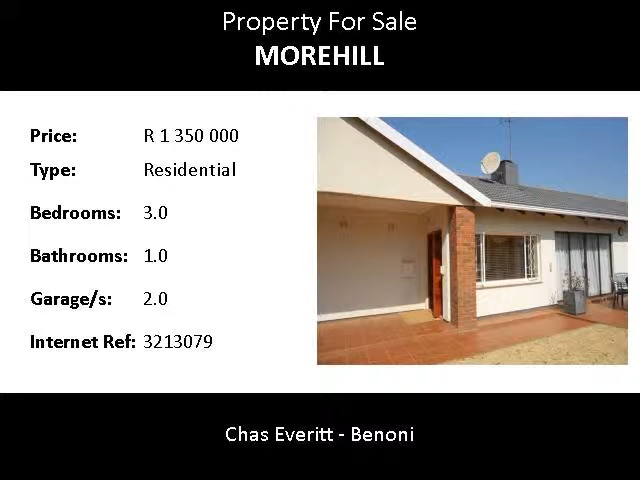 Property For Sale
MOREHILL
Price: R 1 350 000
Type: Residential
Bedrooms: 3.0
Bathrooms: 1.0
Garage/s: 2.0
Internet Ref: 3213079
Chas Everitt - Benoni